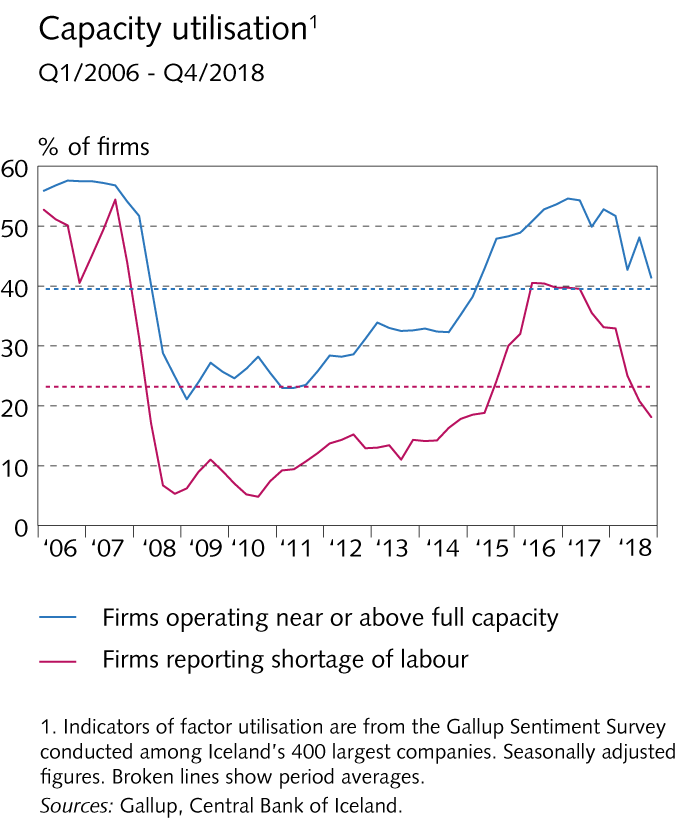 Capacity utilisation¹
Q1/2006 - Q4/2018
% of firms
60
50
40
30
20
10
0
‘06 ‘07 ‘08 ‘09 ‘10 ‘11 ‘12 ‘13 ‘14 ‘15 ‘16 ‘17 ‘18
Firms operating near or above full capacity
Firms reporting shortage of labour
1. Indicators of factor utilisation are from the Gallup Sentiment Survey
conducted among Iceland's 400 largest companies. Seasonally adjusted
figures. Broken lines show period averages.
Sources: Gallup, Central Bank of Iceland.